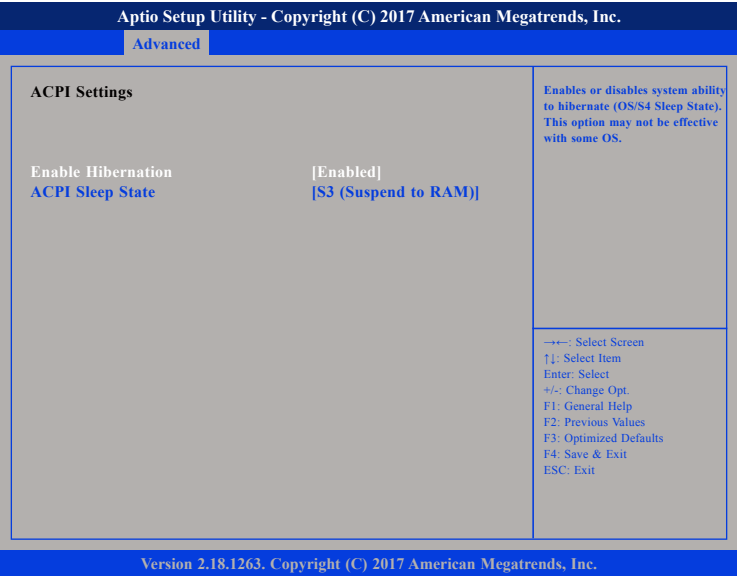 Aptio Setup Utility - Copyright (C) 2017 American Megatrends, Inc.
Advanced
ACPI Settings
Enable Hibernation [Enabled]
ACPI Sleep State [S3 (Suspend to RAM)]
Enables or disables system ability
to hibernate (OS/S4 Sleep State).
This option may not be effective
with some OS.
→←: Select Screen
↑↓: Select Item
Enter: Select
+/-: Change Opt.
F1: General Help
F2: Previous Values
F3: Optimized Defaults
F4: Save & Exit
ESC: Exit
Version 2.18.1263. Copyright (C) 2017 American Megatrends, Inc.